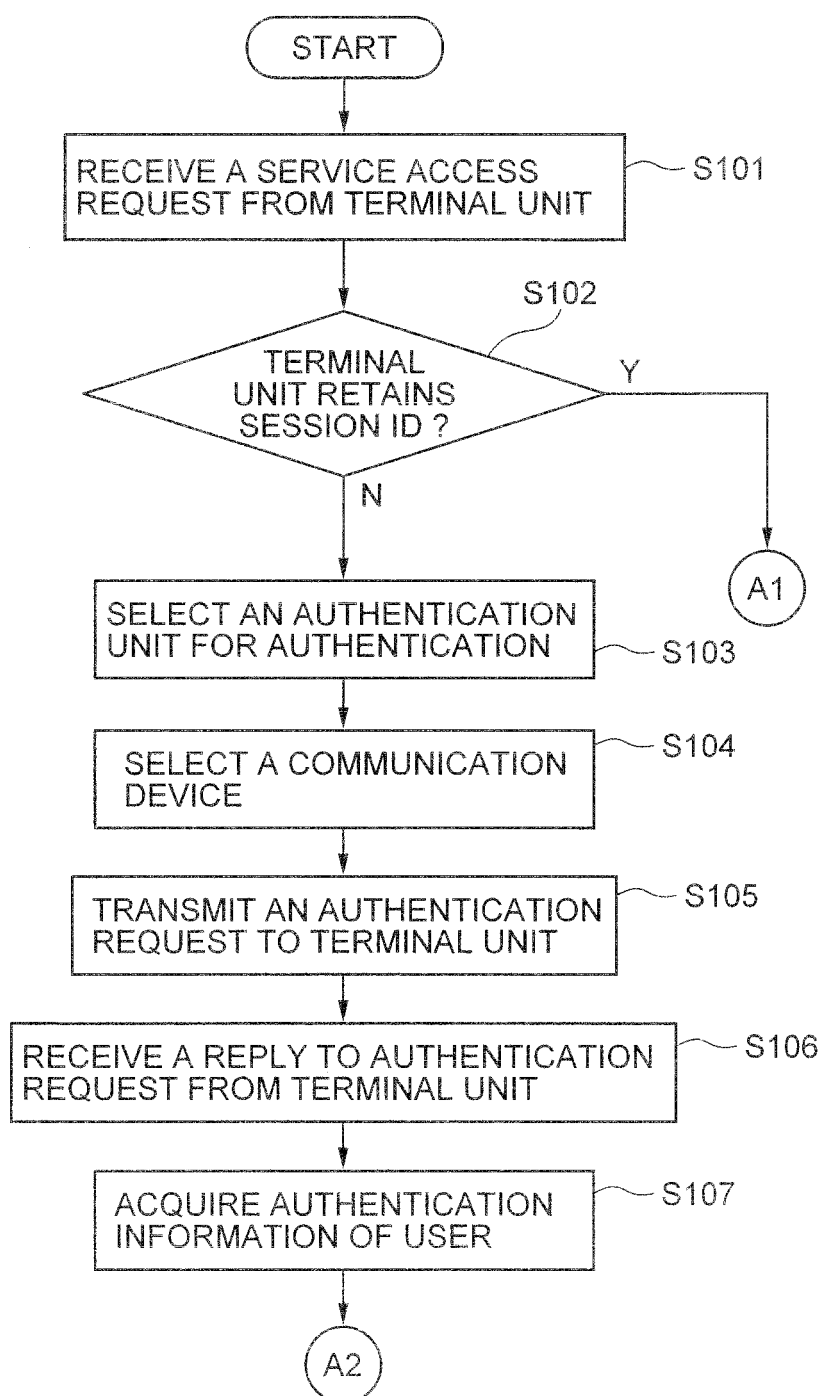 START
RECEIVE A SERVICE ACCESS
REQUEST FROM TERMINAL UNIT
S101
S102
TERMINAL
UNIT RETAINS
SESSION ID ?
Y
N
A1
SELECT AN AUTHENTICATION
UNIT FOR AUTHENTICATION
S103
SELECT A COMMUNICATION
DEVICE
S104
TRANSMIT AN AUTHENTICATION
REQUEST TO TERMINAL UNIT
S105
RECEIVE A REPLY TO AUTHENTICATION
REQUEST FROM TERMINAL UNIT
S106
ACQUIRE AUTHENTICATION
INFORMATION OF USER
S107
A2